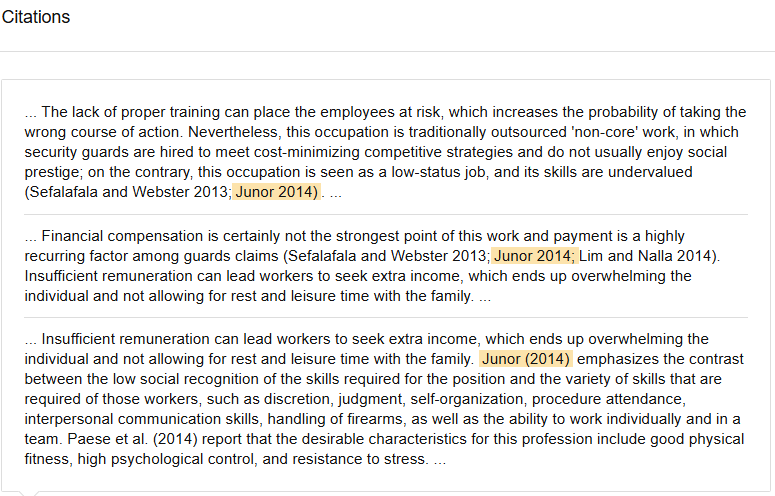 Citations
... The lack of proper training can place the employees at risk, which increases the probability of taking the
wrong course of action. Nevertheless, this occupation is traditionally outsourced 'non-core' work, in which
security guards are hired to meet cost-minimizing competitive strategies and do not usually enjoy social
prestige; on the contrary, this occupation is seen as a low-status job, and its skills are undervalued
(Sefalafala and Webster 2013; Junor 2014) . ...
... Financial compensation is certainly not the strongest point of this work and payment is a highly
recurring factor among guards claims (Sefalafala and Webster 2013; Junor 2014; Lim and Nalla 2014).
Insufficient remuneration can lead workers to seek extra income, which ends up overwhelming the
individual and not allowing for rest and leisure time with the family. ...
... Insufficient remuneration can lead workers to seek extra income, which ends up overwhelming the
individual and not allowing for rest and leisure time with the family. Junor (2014) emphasizes the contrast
between the low social recognition of the skills required for the position and the variety of skills that are
required of those workers, such as discretion, judgment, self-organization, procedure attendance,
interpersonal communication skills, handling of firearms, as well as the ability to work individually and in a
team. Paese et al. (2014) report that the desirable characteristics for this profession include good physical
fitness, high psychological control, and resistance to stress. ...